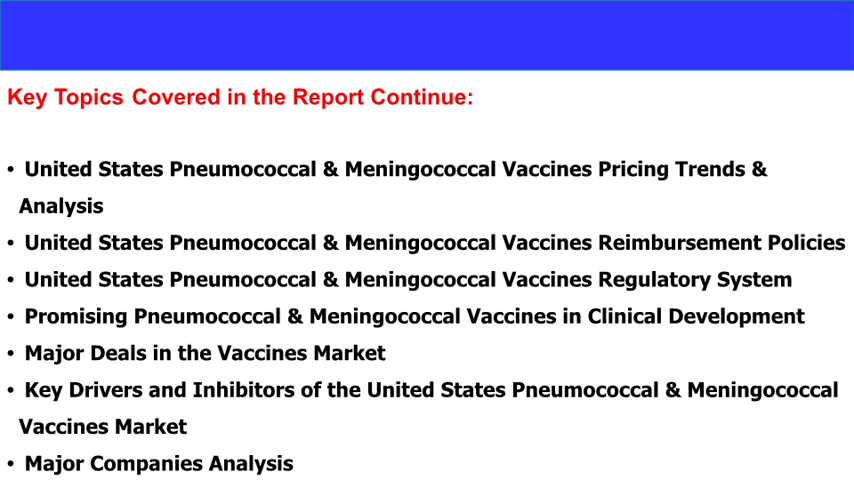 Key Topics Covered in the Report Continue:
• United States Pneumococcal & Meningococcal Vaccines Pricing Trends &
Analysis
• United States Pneumococcal & Meningococcal Vaccines Reimbursement Policies
• United States Pneumococcal & Meningococcal Vaccines Regulatory System
• Promising Pneumococcal & Meningococcal Vaccines in Clinical Development
• Major Deals in the Vaccines Market
• Key Drivers and Inhibitors of the United States Pneumococcal & Meningococcal
Vaccines Market
• Major Companies Analysis